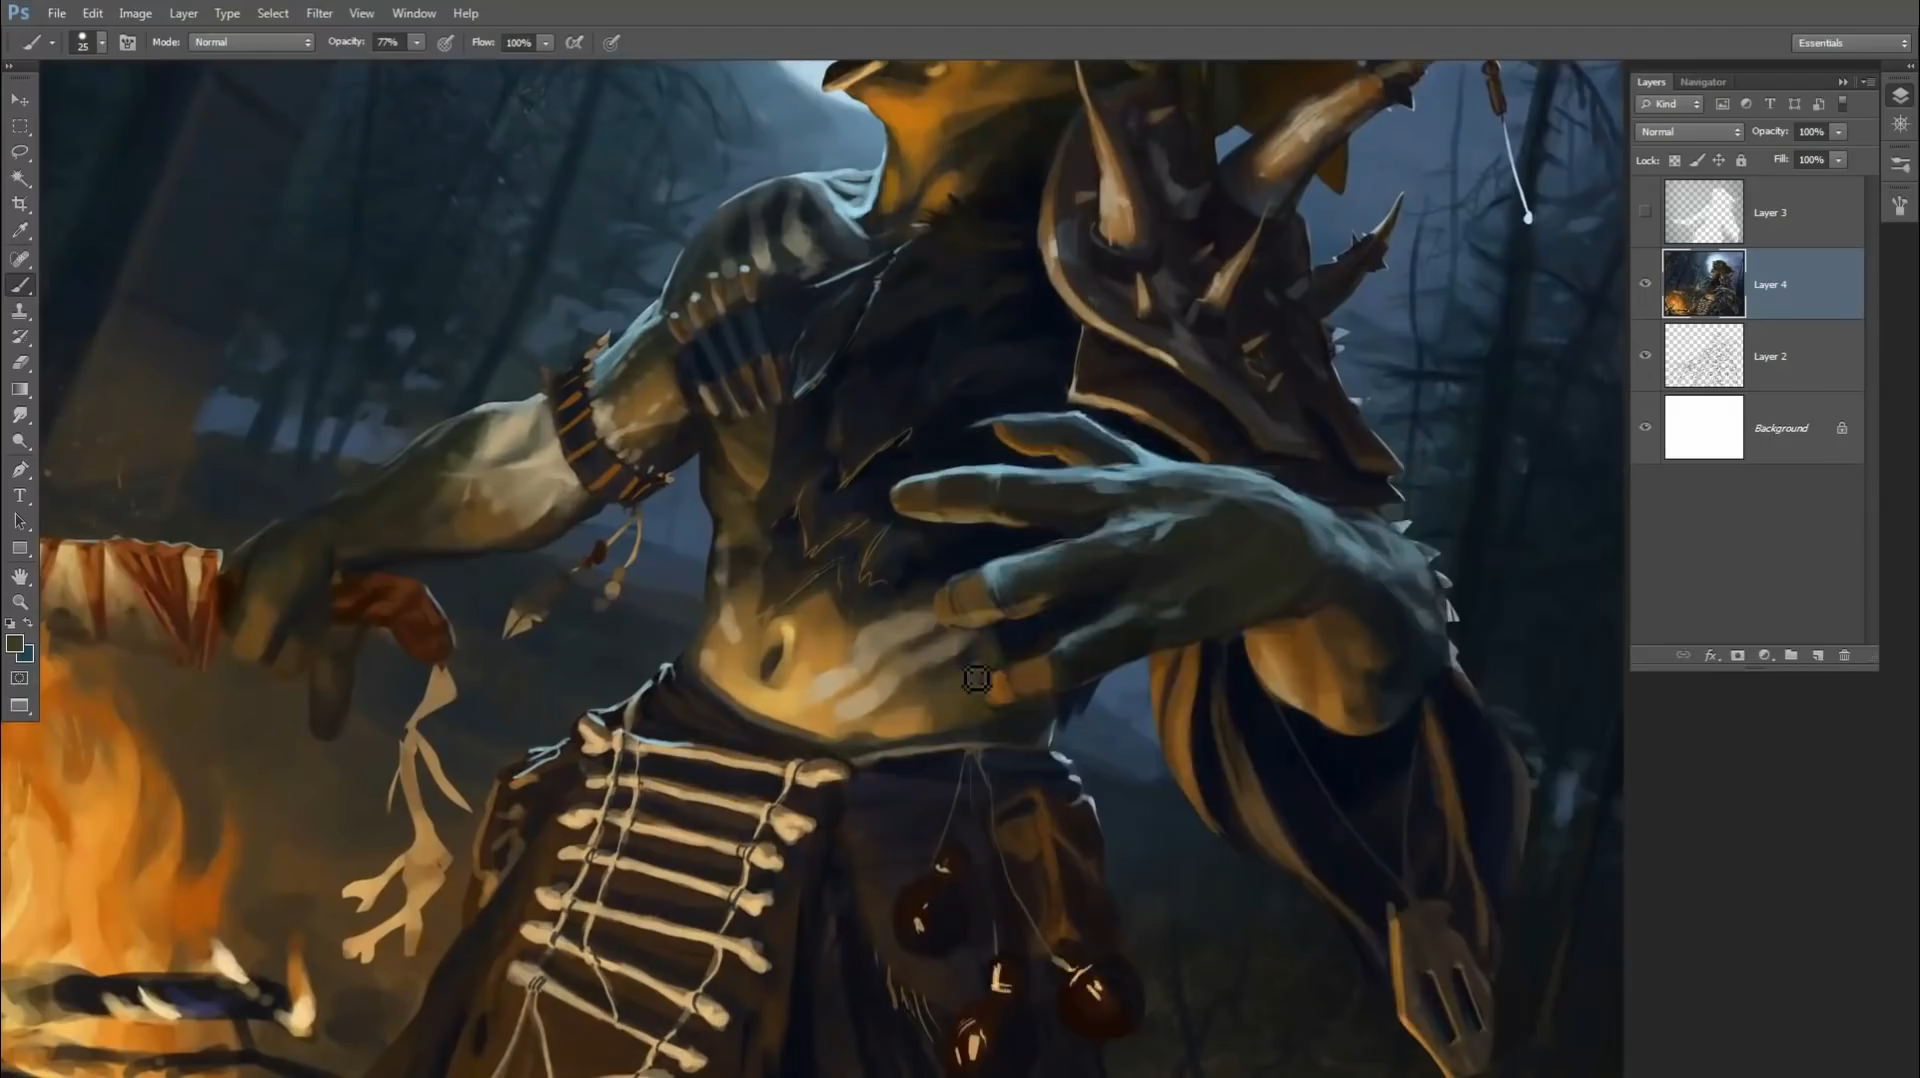 Ps File Edit Image Layer Type Select Filter View Window Help
25 Mode: Normal Opacity: 77% Flow: 100% Essentials
Layers Navigator
Kind
Normal Opacity: 100%
Lock: Fill: 100%
Layer 3
Layer 4
Layer 2
Background